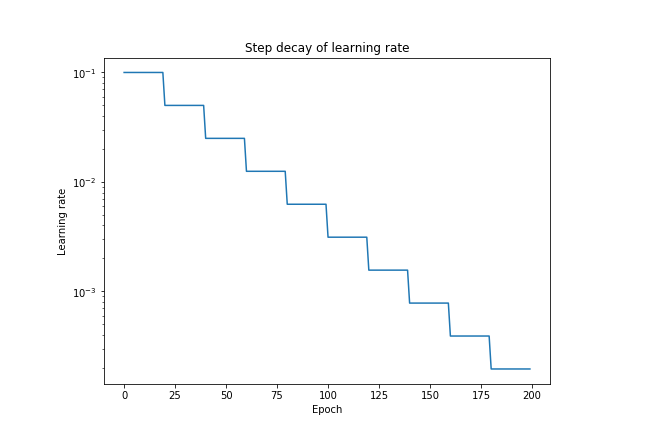 Step decay of learning rate
Learning rate
10⁻¹
10⁻²
10⁻³
0 25 50 75 100 125 150 175 200
Epoch